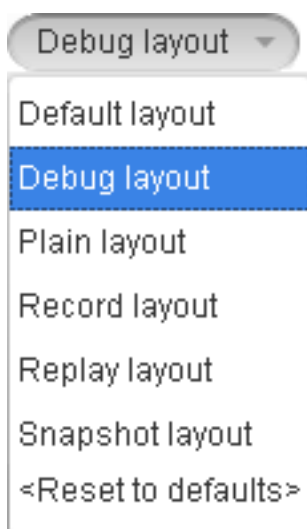 Debug layout
Default layout
Debug layout
Plain layout
Record layout
Replay layout
Snapshot layout
<Reset to defaults>